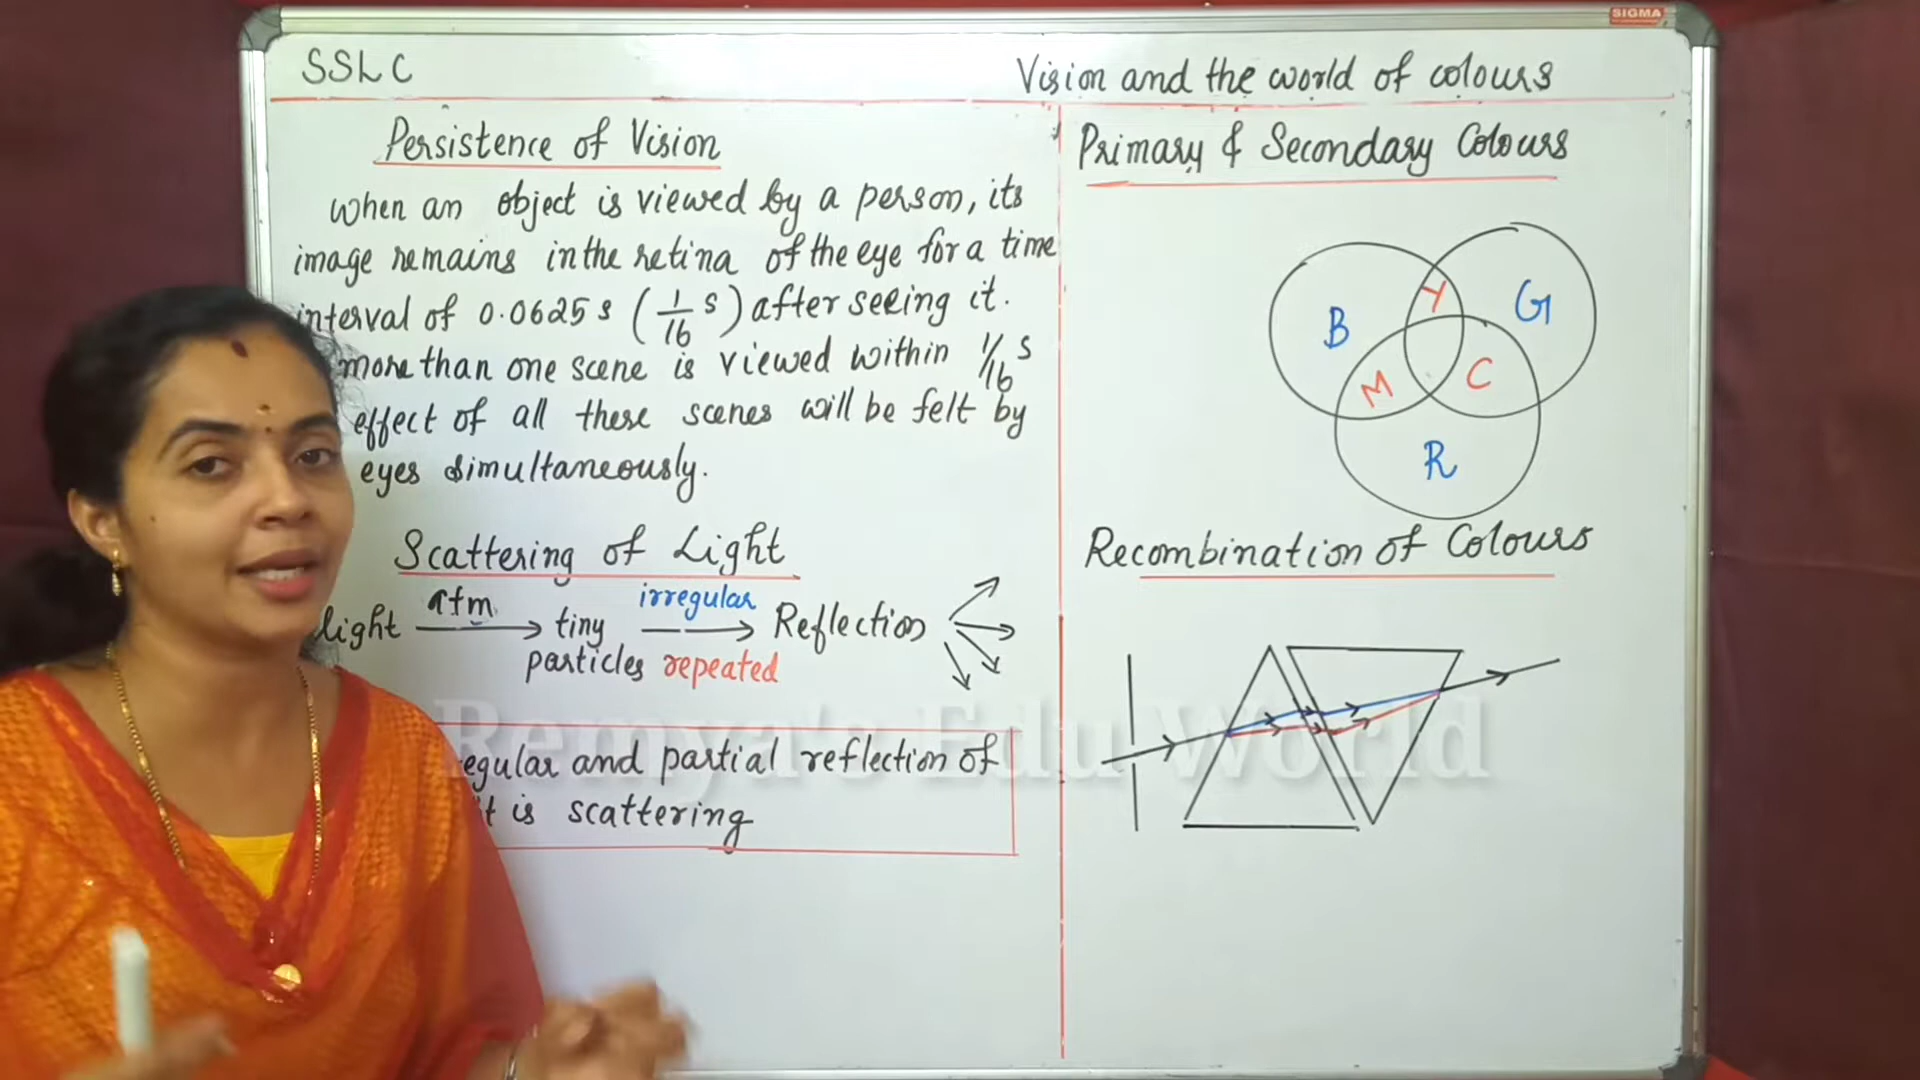 SIGMA
SSLC
Vision and the world of colours
Persistence of Vision
When an object is viewed by a person, its
image remains in the retina of the eye for a time
interval of 0.0625 s (1/16 s) after seeing it.
more than one scene is viewed within 1/16 s
effect of all these scenes will be felt by
eyes simultaneously.
Scattering of Light
light atm tiny particles irregular repeated Reflection
egular and partial reflection of
t is scattering
Primary & Secondary Colours
B Y G
M C
R
Recombination of Colours
Remya's Edu World